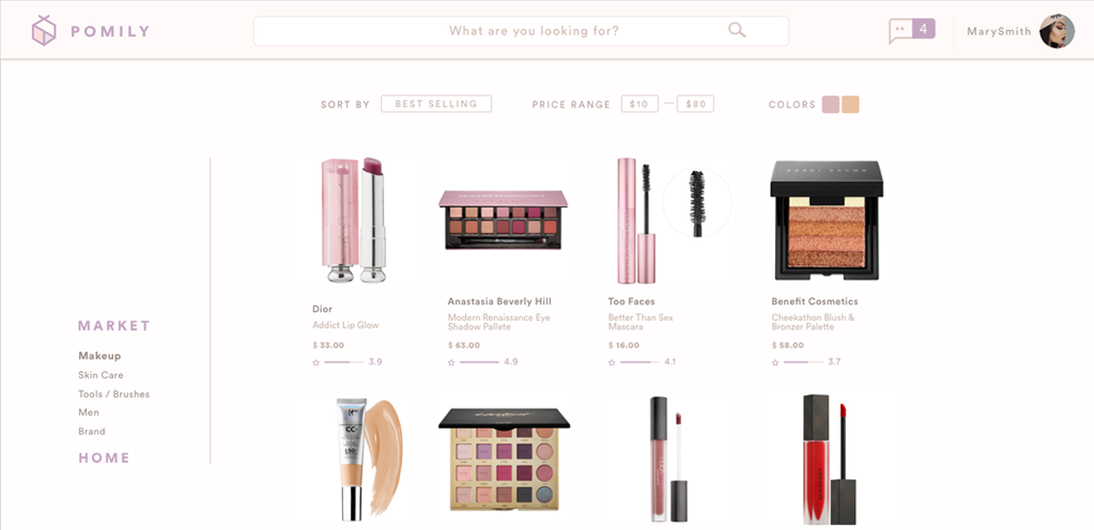 POMILY
What are you looking for?
4
MarySmith
SORT BY
BEST SELLING
PRICE RANGE
$10
—
$80
COLORS
MARKET
Makeup
Skin Care
Tools / Brushes
Men
Brand
HOME
Dior
Addict Lip Glow
$ 33.00
3.9
Anastasia Beverly Hill
Modern Renaissance Eye
Shadow Pallete
$ 63.00
4.9
Too Faces
Better Than Sex
Mascara
$ 16.00
4.1
BOBBI BROWN
Benefit Cosmetics
Cheekathon Blush &
Bronzer Palette
$ 58.00
3.7
CC+